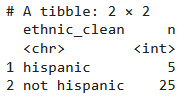 # A tibble: 2 × 2
  ethnic_clean      n
  <chr>         <int>
1 hispanic          5
2 not hispanic     25